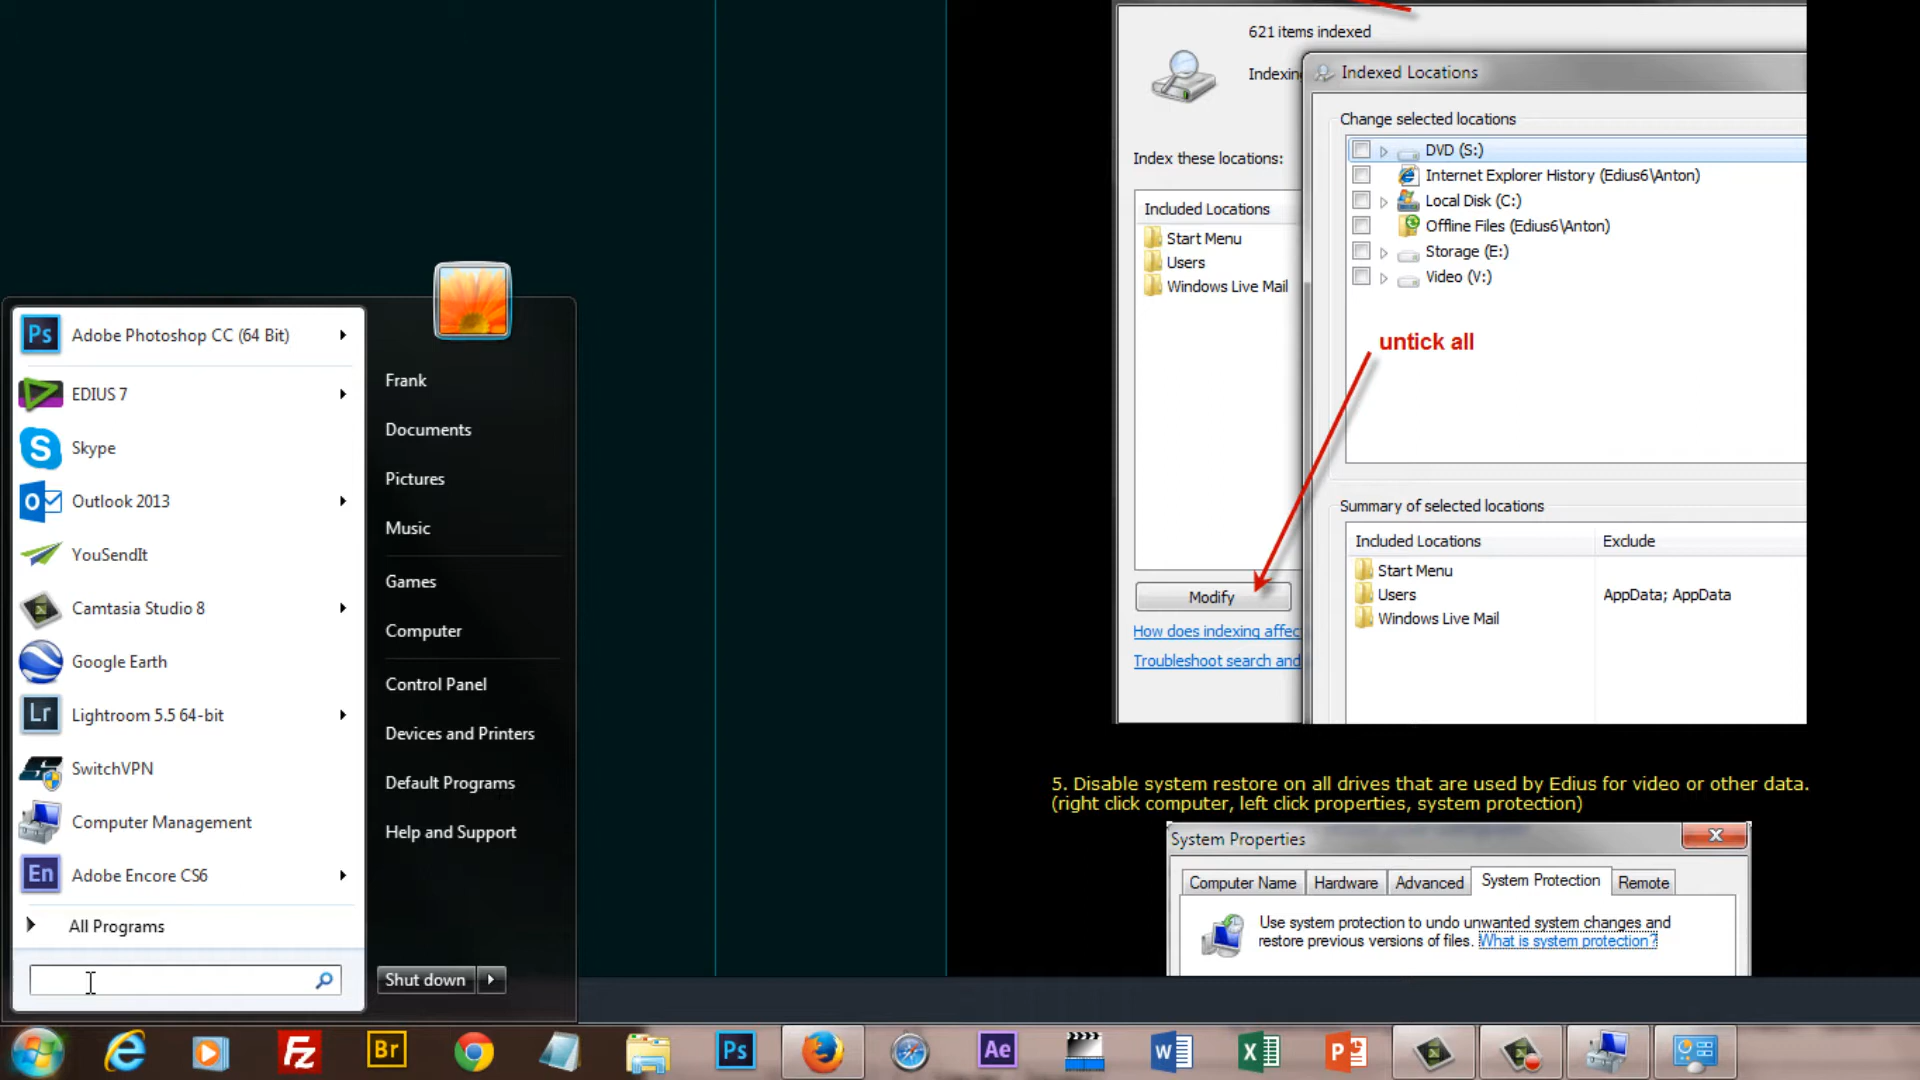 621 items indexed
Indexing
Indexed Locations
Change selected locations
DVD (S:)
Internet Explorer History (Edius6\Anton)
Local Disk (C:)
Offline Files (Edius6\Anton)
Storage (E:)
Video (V:)
Index these locations:
Included Locations
Start Menu
Users
Windows Live Mail
untick all
Summary of selected locations
Included Locations Exclude
Start Menu
Users AppData; AppData
Windows Live Mail
Modify
How does indexing affec
Troubleshoot search and
5. Disable system restore on all drives that are used by Edius for video or other data.
(right click computer, left click properties, system protection)
System Properties
Computer Name Hardware Advanced System Protection Remote
Use system protection to undo unwanted system changes and
restore previous versions of files. What is system protection?
Ps Adobe Photoshop CC (64 Bit)
EDIUS 7
S Skype
Outlook 2013
YouSendIt
Camtasia Studio 8
Google Earth
Lr Lightroom 5.5 64-bit
SwitchVPN
Computer Management
En Adobe Encore CS6
All Programs
Frank
Documents
Pictures
Music
Games
Computer
Control Panel
Devices and Printers
Default Programs
Help and Support
Shut down
Fz Br Ps Ae W X P